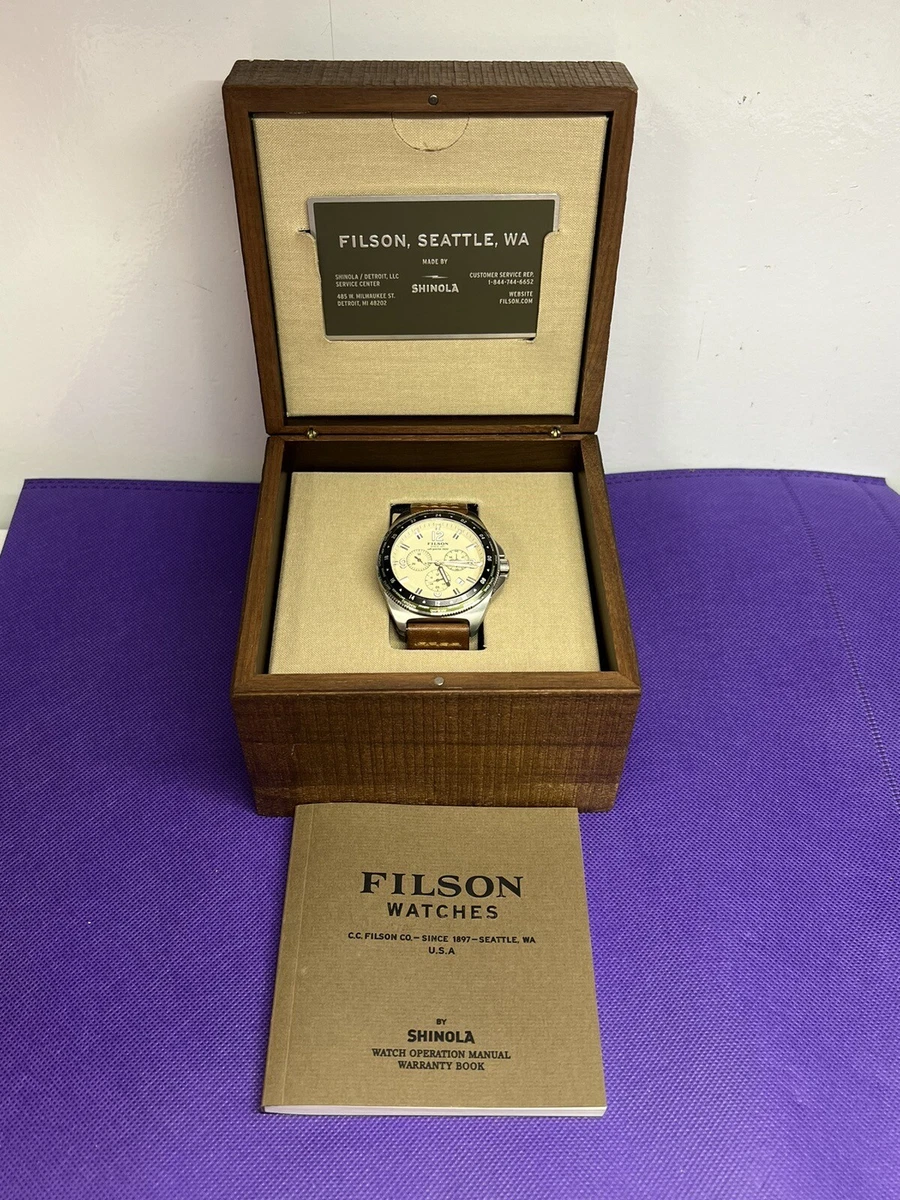 FILSON, SEATTLE, WA
MADE BY
SHINOLA
SHINOLA / DETROIT, LLC
SERVICE CENTER
485 W. MILWAUKEE ST.
DETROIT, MI 48202
CUSTOMER SERVICE REP.
1-844-744-6652
WEBSITE
FILSON.COM
12
FILSON
FILSON
WATCHES
C.C. FILSON CO.—SINCE 1897—SEATTLE, WA
U.S.A
BY
SHINOLA
WATCH OPERATION MANUAL
WARRANTY BOOK